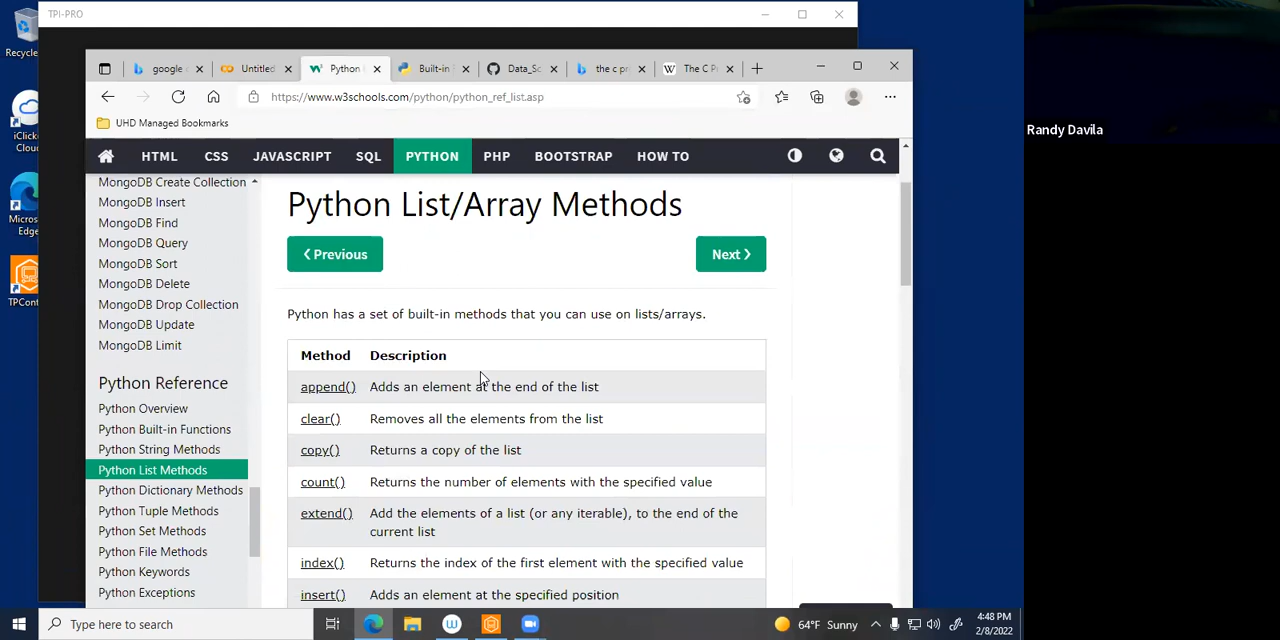 TPI-PRO
Recycle
iClicke
Clou
Micros
Edge
TPCont
google
Untitled
Python
Built-in
Data_Sc
the c pr
The C P
https://www.w3schools.com/python/python_ref_list.asp
UHD Managed Bookmarks
HTML CSS JAVASCRIPT SQL PYTHON PHP BOOTSTRAP HOW TO
MongoDB Create Collection
MongoDB Insert
MongoDB Find
MongoDB Query
MongoDB Sort
MongoDB Delete
MongoDB Drop Collection
MongoDB Update
MongoDB Limit
Python Reference
Python Overview
Python Built-in Functions
Python String Methods
Python List Methods
Python Dictionary Methods
Python Tuple Methods
Python Set Methods
Python File Methods
Python Keywords
Python Exceptions
Python List/Array Methods
❮ Previous
Next ❯
Python has a set of built-in methods that you can use on lists/arrays.
Method Description
append() Adds an element at the end of the list
clear() Removes all the elements from the list
copy() Returns a copy of the list
count() Returns the number of elements with the specified value
extend() Add the elements of a list (or any iterable), to the end of the
current list
index() Returns the index of the first element with the specified value
insert() Adds an element at the specified position
Randy Davila
Type here to search
64°F Sunny
4:48 PM
2/8/2022